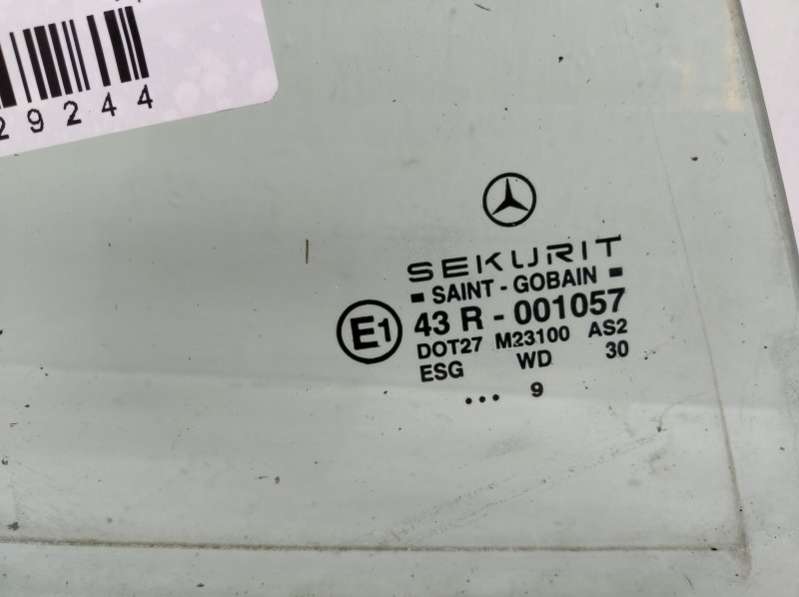 29244
SEKURIT
SAINT - GOBAIN
E1
43 R - 001057
DOT27 M23100 AS2
ESG WD 30
... 9